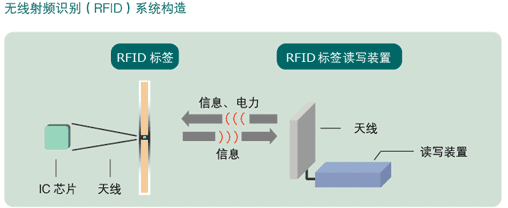 无线射频识别（RFID）系统构造
RFID 标签
RFID 标签读写装置
信息、电力
信息
天线
读写装置
IC 芯片
天线